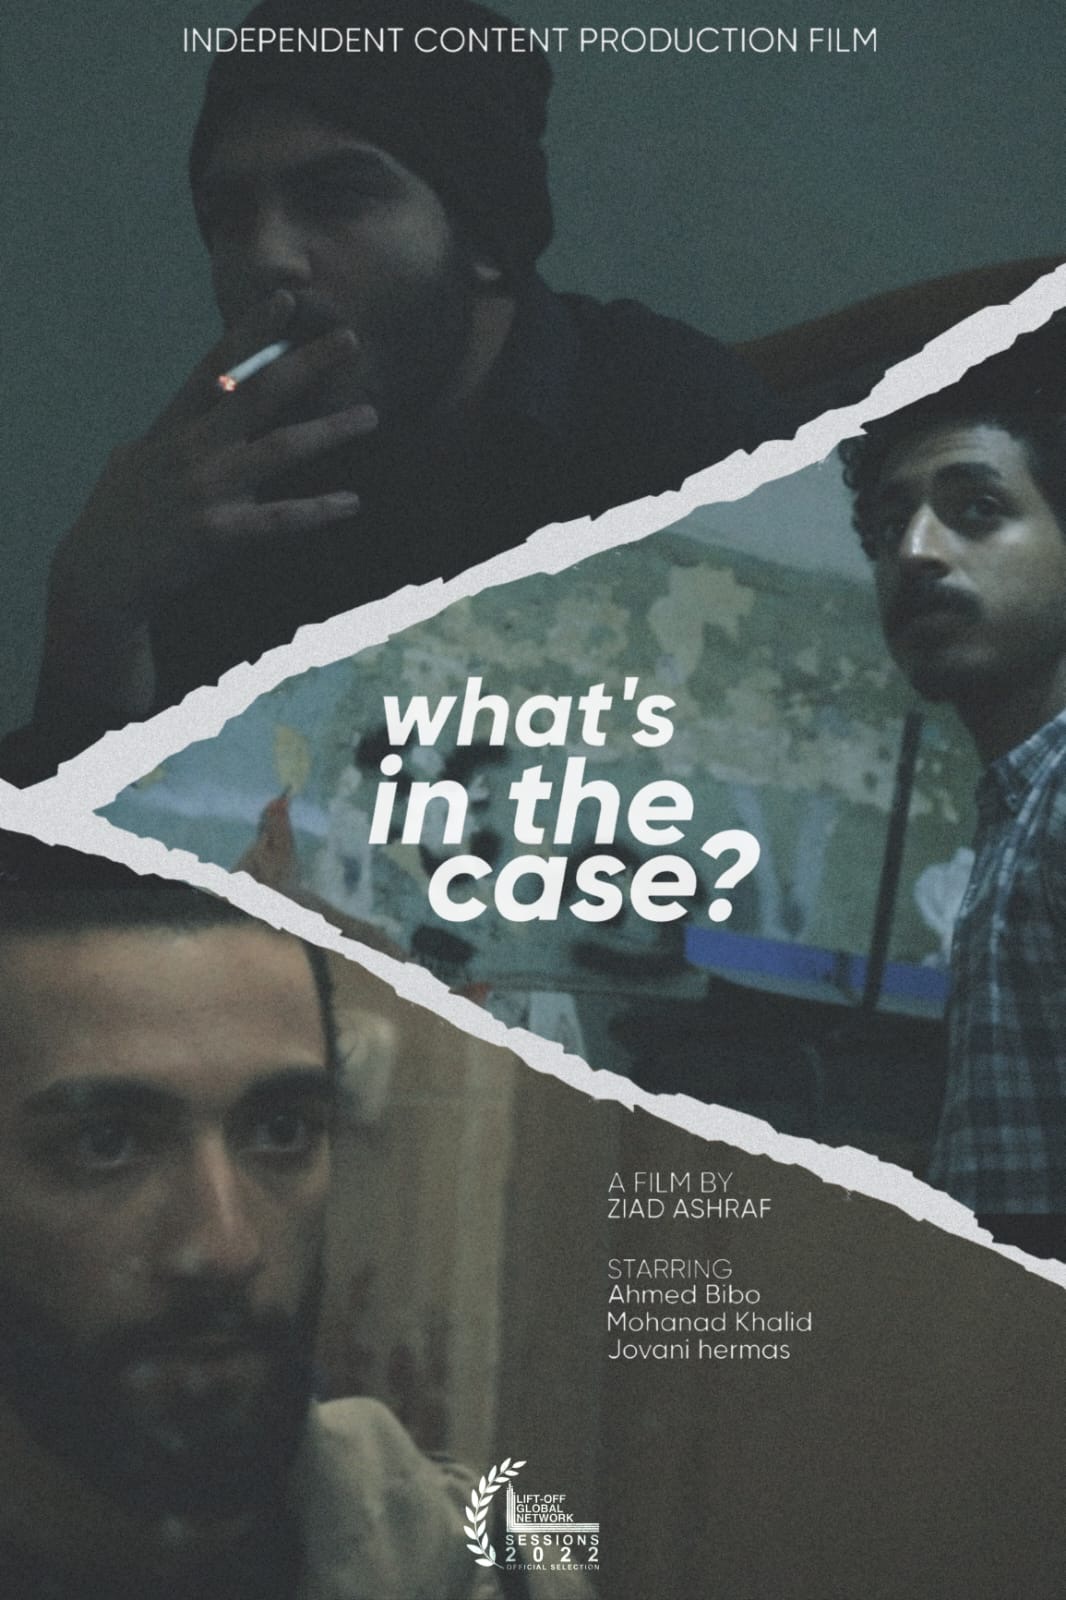 INDEPENDENT CONTENT PRODUCTION FILM
what's
in the
case?
A FILM BY
ZIAD ASHRAF
STARRING
Ahmed Bibo
Mohanad Khalid
Jovani hermas
LIFT-OFF
GLOBAL
NETWORK
SESSIONS
2022
OFFICIAL SELECTION